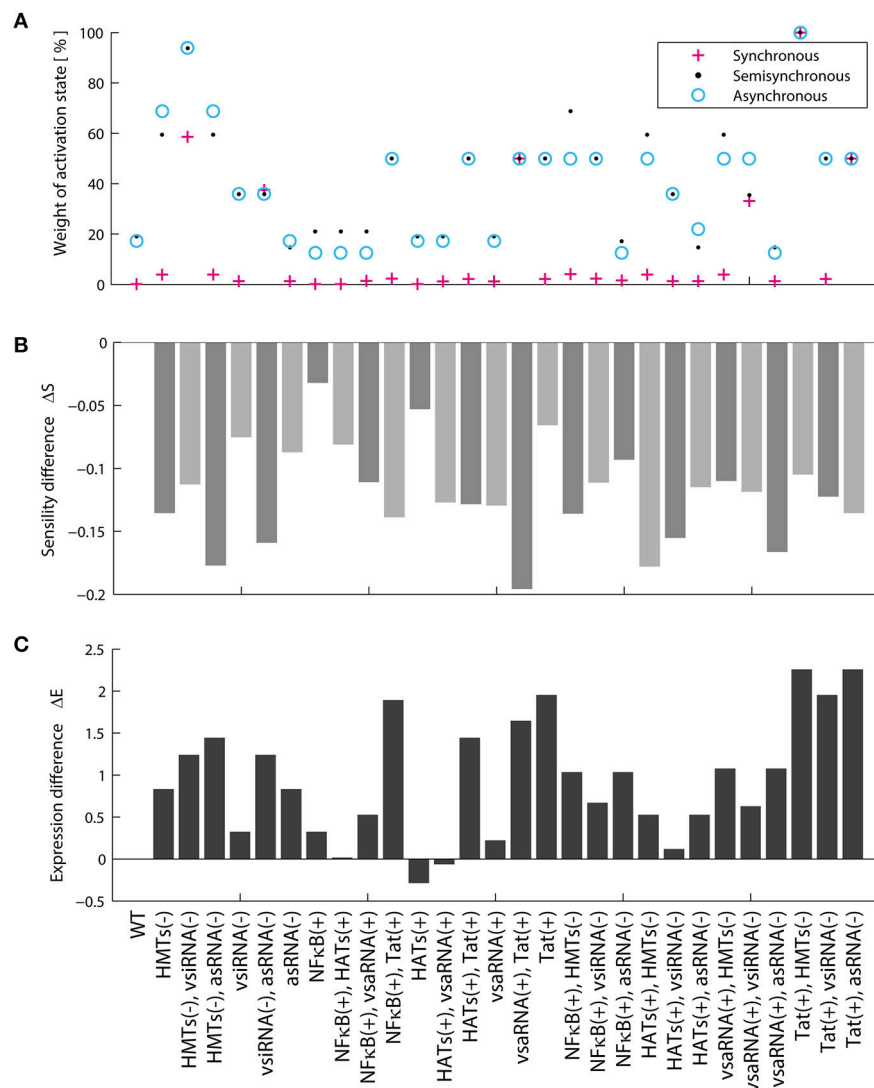 A
Weight of activation state [ % ]
100
80
60
40
20
0
Synchronous
Semisynchronous
Asynchronous
B
Sensility difference ΔS
0
−0.05
−0.1
−0.15
−0.2
C
Expression difference ΔE
2.5
2
1.5
1
0.5
0
−0.5
WT
HMTs(-)
HMTs(-), vsiRNA(-)
HMTs(-), asRNA(-)
vsiRNA(-)
vsiRNA(-), asRNA(-)
asRNA(-)
NFκB(+)
NFκB(+), HATs(+)
NFκB(+), vsaRNA(+)
NFκB(+), Tat(+)
HATs(+)
HATs(+), vsaRNA(+)
HATs(+), Tat(+)
vsaRNA(+)
vsaRNA(+), Tat(+)
Tat(+)
NFκB(+), HMTs(-)
NFκB(+), vsiRNA(-)
NFκB(+), asRNA(-)
HATs(+), HMTs(-)
HATs(+), vsiRNA(-)
HATs(+), asRNA(-)
vsaRNA(+), HMTs(-)
vsaRNA(+), vsiRNA(-)
vsaRNA(+), asRNA(-)
Tat(+), HMTs(-)
Tat(+), vsiRNA(-)
Tat(+), asRNA(-)